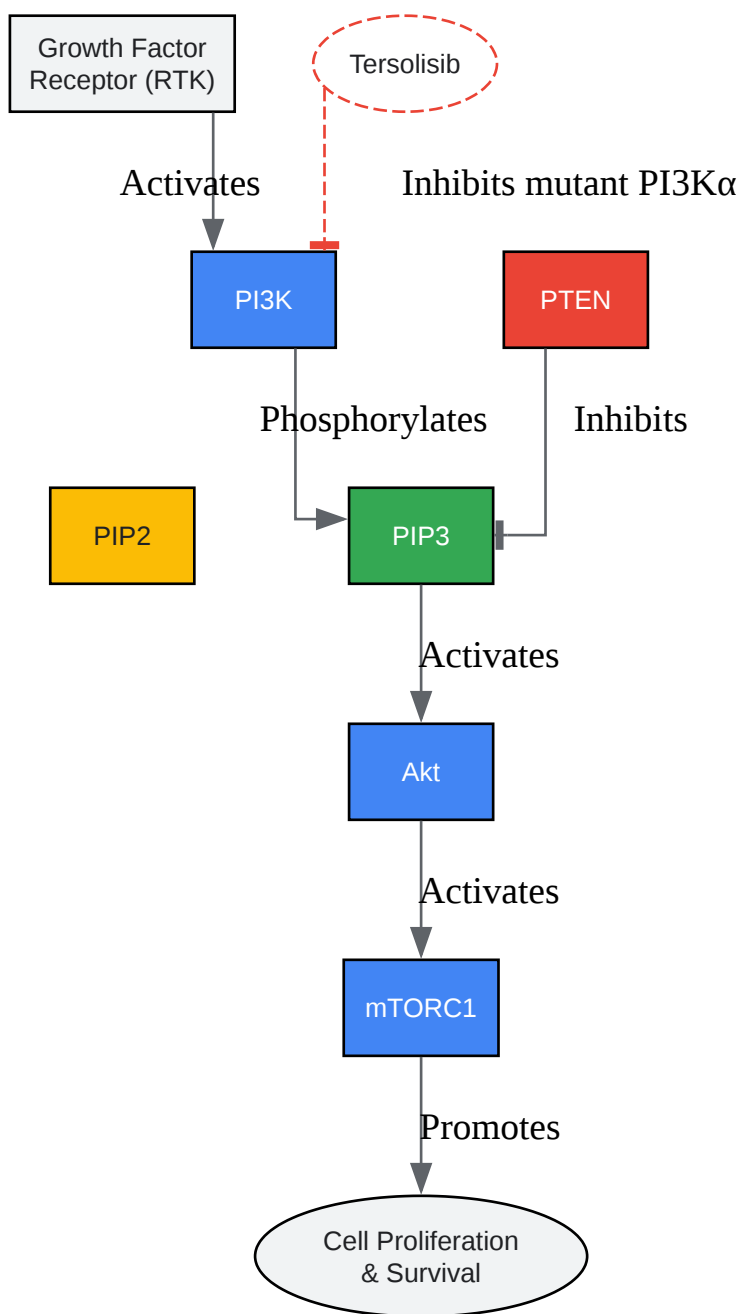 Growth Factor
Receptor (RTK)
Tersolisib
Activates
Inhibits mutant PI3Kα
PI3K
PTEN
Phosphorylates
Inhibits
PIP2
PIP3
Activates
Akt
Activates
mTORC1
Promotes
Cell Proliferation
& Survival